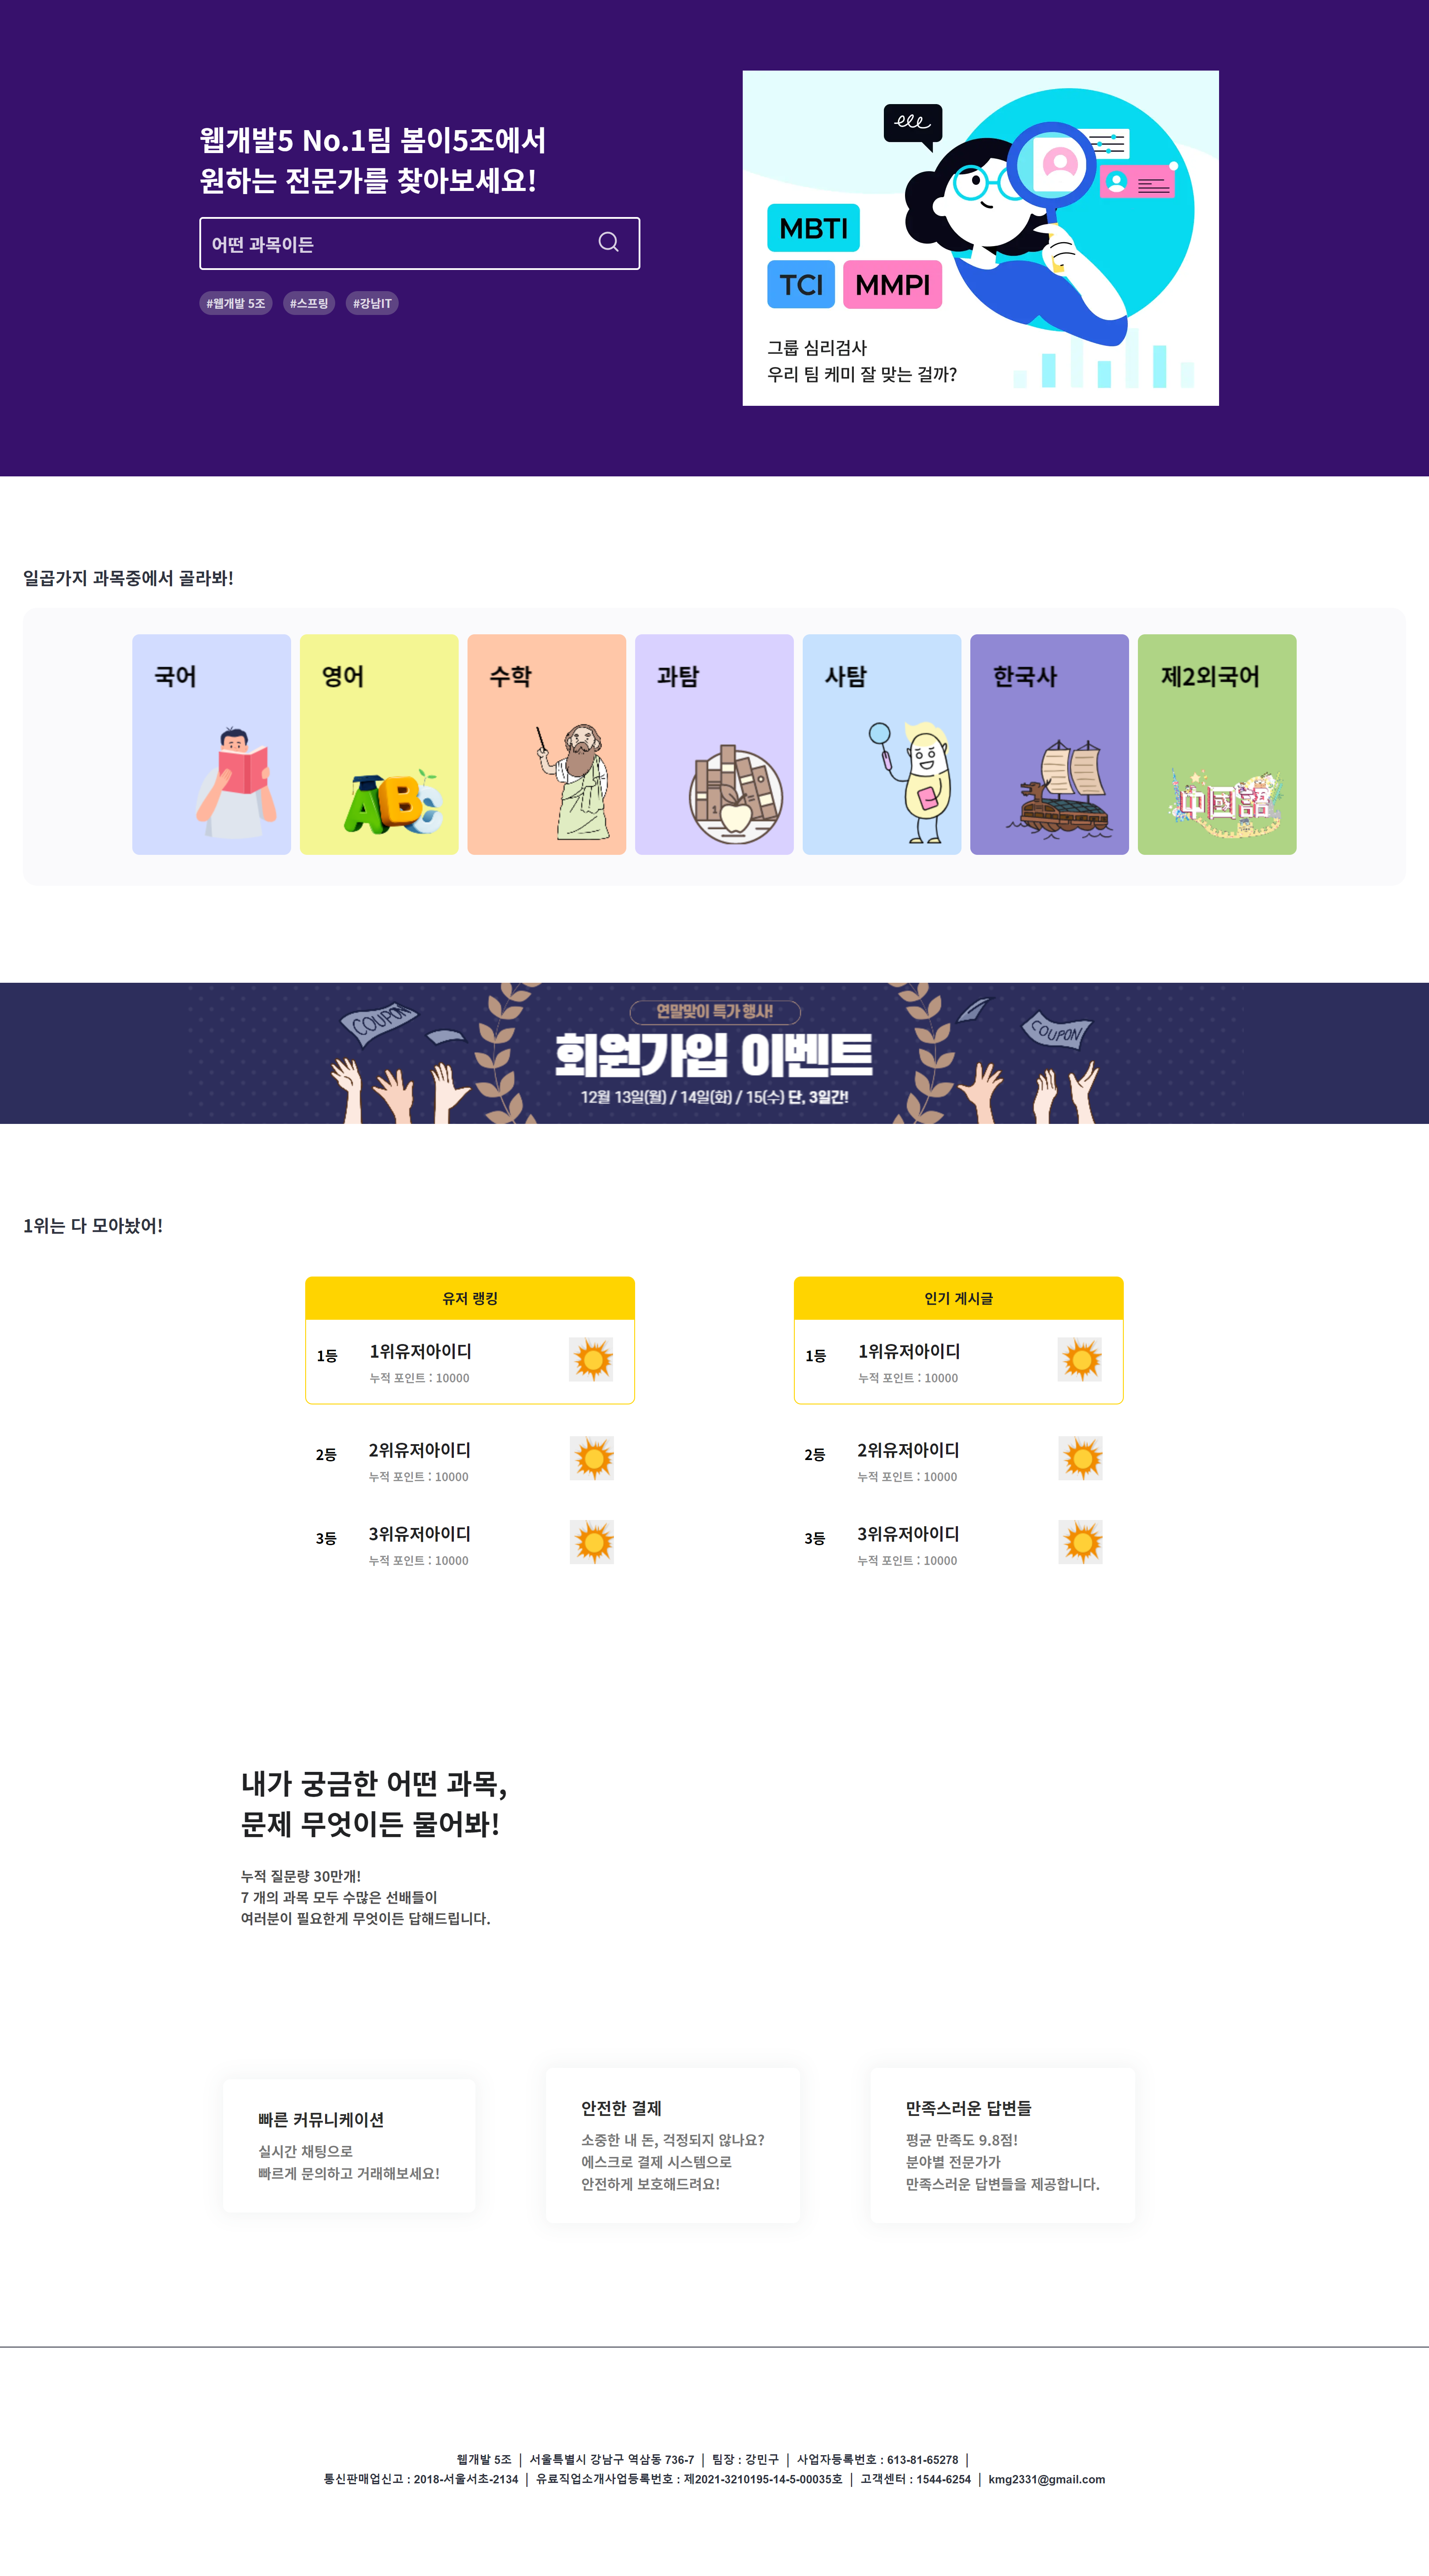 웹개발5 No.1팀 봄이5조에서
원하는 전문가를 찾아보세요!
어떤 과목이든
#웹개발 5조 #스프링 #강남IT
MBTI
TCI MMPI
그룹 심리검사
우리 팀 케미 잘 맞는 걸까?
일곱가지 과목중에서 골라봐!
국어 영어 수학 과탐 사탐 한국사 제2외국어
ABC
中国語
COUPON
COUPON
연말맞이 특가 행사!
회원가입 이벤트
12월 13일(월) / 14일(화) / 15(수) 단, 3일간!
1위는 다 모아놨어!
유저 랭킹
1등 1위유저아이디
누적 포인트 : 10000
2등 2위유저아이디
누적 포인트 : 10000
3등 3위유저아이디
누적 포인트 : 10000
인기 게시글
1등 1위유저아이디
누적 포인트 : 10000
2등 2위유저아이디
누적 포인트 : 10000
3등 3위유저아이디
누적 포인트 : 10000
내가 궁금한 어떤 과목,
문제 무엇이든 물어봐!
누적 질문량 30만개!
7 개의 과목 모두 수많은 선배들이
여러분이 필요한게 무엇이든 답해드립니다.
빠른 커뮤니케이션
실시간 채팅으로
빠르게 문의하고 거래해보세요!
안전한 결제
소중한 내 돈, 걱정되지 않나요?
에스크로 결제 시스템으로
안전하게 보호해드려요!
만족스러운 답변들
평균 만족도 9.8점!
분야별 전문가가
만족스러운 답변들을 제공합니다.
웹개발 5조 | 서울특별시 강남구 역삼동 736-7 | 팀장 : 강민구 | 사업자등록번호 : 613-81-65278 |
통신판매업신고 : 2018-서울서초-2134 | 유료직업소개사업등록번호 : 제2021-3210195-14-5-00035호 | 고객센터 : 1544-6254 | kmg2331@gmail.com